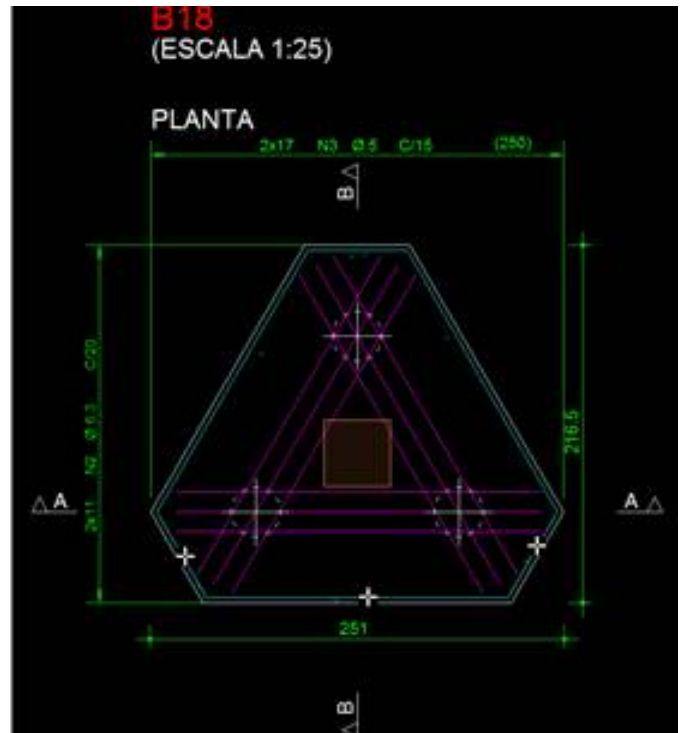 B18
(ESCALA 1:25)
PLANTA
2x17 N3 Ø 5 C/15 (250)
B
2x11 N2 Ø 6.3 C/20
216.5
A
A
251
B